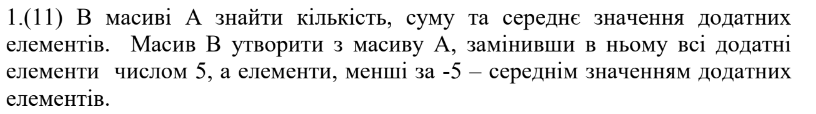 1.(11) В масиві А знайти кількість, суму та середнє значення додатних
елементів. Масив В утворити з масиву А, замінивши в ньому всі додатні
елементи числом 5, а елементи, менші за -5 – середнім значенням додатних
елементів.